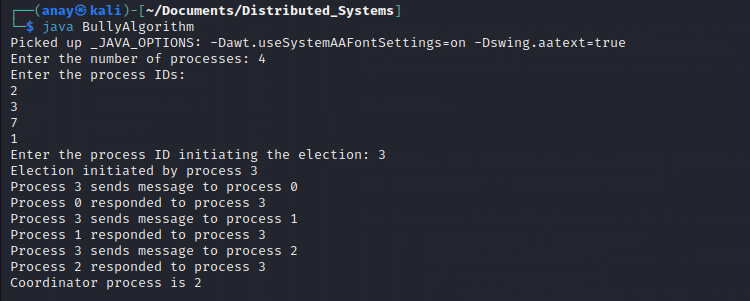 ┌──(anay㉿kali)-[~/Documents/Distributed_Systems]
└─$ java BullyAlgorithm
Picked up _JAVA_OPTIONS: -Dawt.useSystemAAFontSettings=on -Dswing.aatext=true
Enter the number of processes: 4
Enter the process IDs:
2
3
7
1
Enter the process ID initiating the election: 3
Election initiated by process 3
Process 3 sends message to process 0
Process 0 responded to process 3
Process 3 sends message to process 1
Process 1 responded to process 3
Process 3 sends message to process 2
Process 2 responded to process 3
Coordinator process is 2